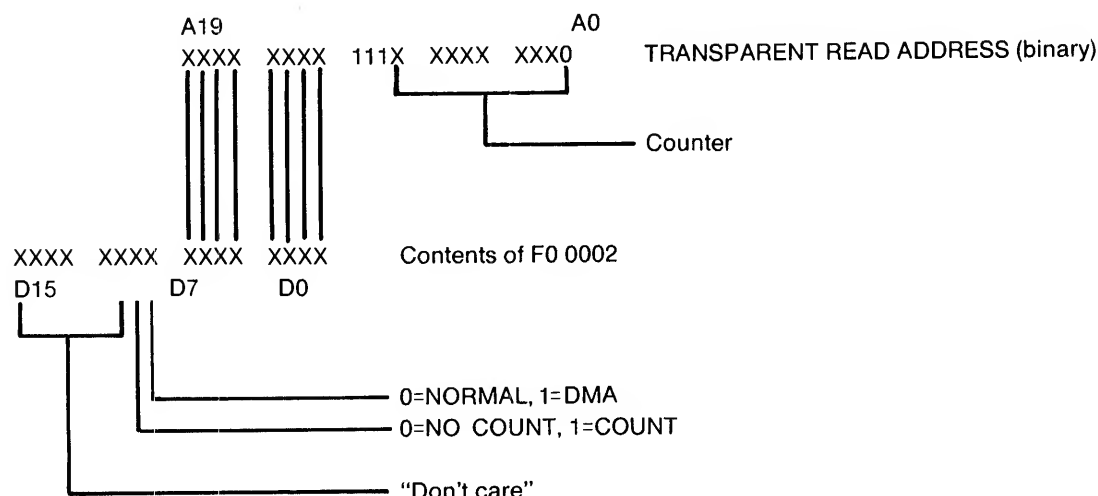 A19 A0
XXXX XXXX 111X XXXX XXX0 TRANSPARENT READ ADDRESS (binary)
Counter
XXXX XXXX XXXX XXXX Contents of F0 0002
D15 D7 D0
0=NORMAL, 1=DMA
0=NO COUNT, 1=COUNT
"Don't care"